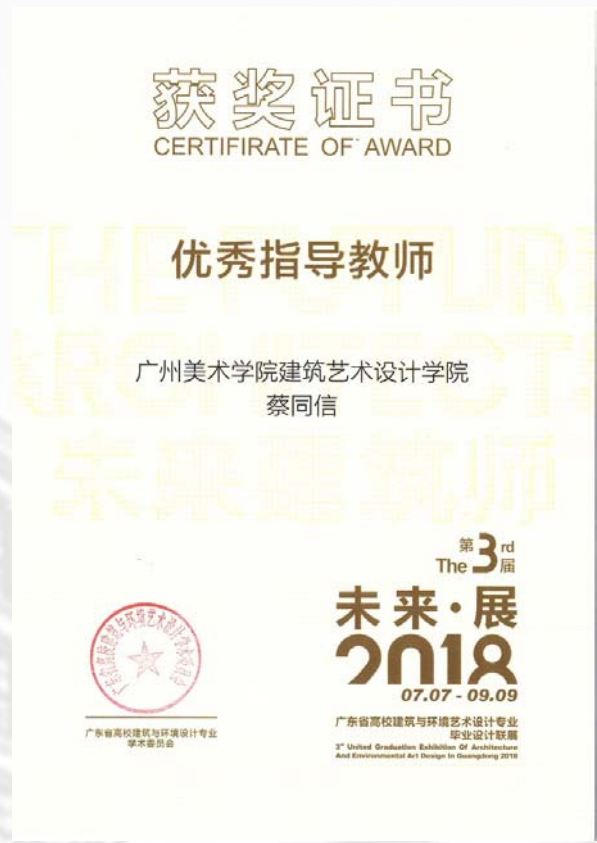 获奖证书
CERTIFIRATE OF AWARD
优秀指导教师
THE FUTURE
ARCHITECTS
未来建筑师
广州美术学院建筑艺术设计学院
蔡同信
第3rd届
The
未来·展
2018
07.07 - 09.09
广东省高校建筑与环境艺术设计专业
毕业设计联展
3rd United Graduation Exhibition Of Architecture
And Environmental Art Design In Guangdong 2018
广东省高校建筑与环境设计专业
学术委员会